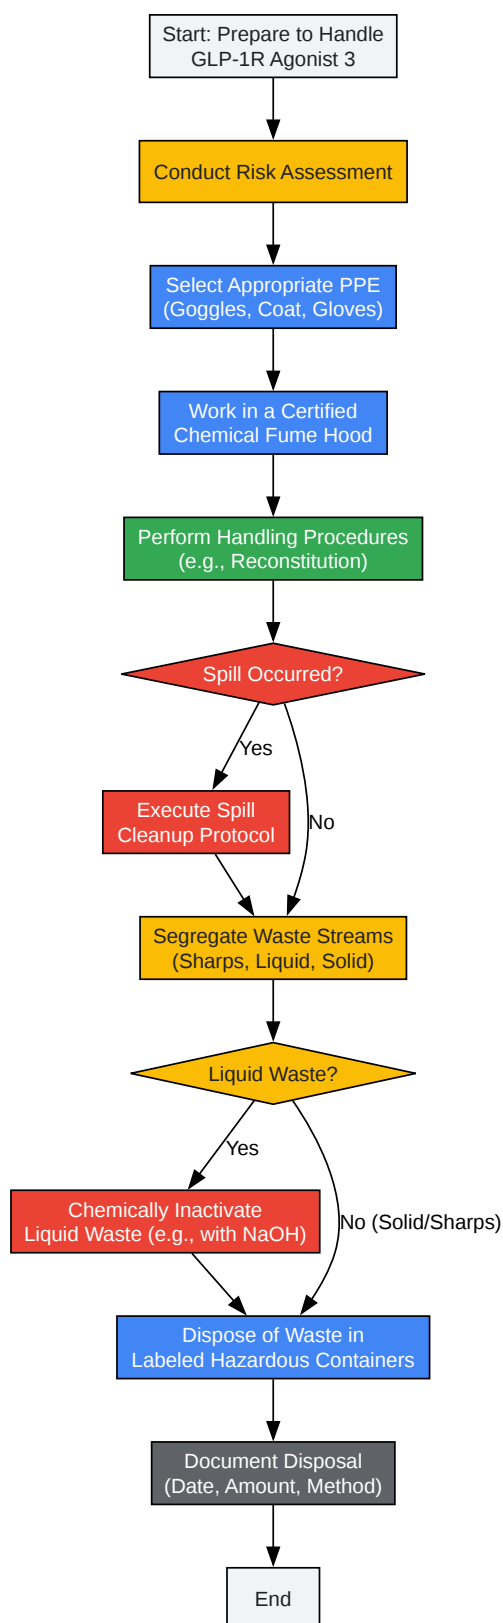 Start: Prepare to Handle
GLP-1R Agonist 3
Conduct Risk Assessment
Select Appropriate PPE
(Goggles, Coat, Gloves)
Work in a Certified
Chemical Fume Hood
Perform Handling Procedures
(e.g., Reconstitution)
Spill Occurred?
Yes
Execute Spill
Cleanup Protocol
No
Segregate Waste Streams
(Sharps, Liquid, Solid)
Liquid Waste?
Yes
Chemically Inactivate
Liquid Waste (e.g., with NaOH)
No (Solid/Sharps)
Dispose of Waste in
Labeled Hazardous Containers
Document Disposal
(Date, Amount, Method)
End